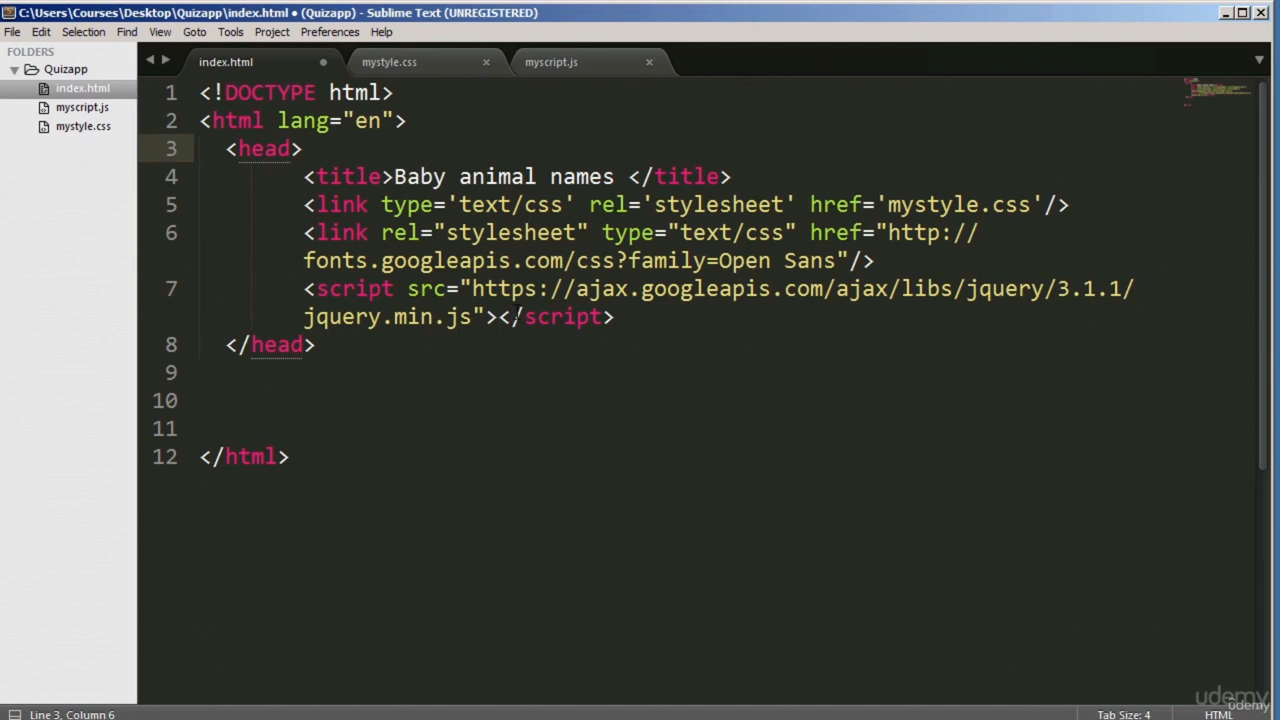 C:\Users\Courses\Desktop\Quizapp\index.html • (Quizapp) - Sublime Text (UNREGISTERED)
File Edit Selection Find View Goto Tools Project Preferences Help
FOLDERS
Quizapp
index.html
myscript.js
mystyle.css
index.html mystyle.css myscript.js
1 <!DOCTYPE html>
2 <html lang="en">
3 <head>
4 <title>Baby animal names </title>
5 <link type='text/css' rel='stylesheet' href='mystyle.css'/>
6 <link rel="stylesheet" type="text/css" href="http://
fonts.googleapis.com/css?family=Open Sans"/>
7 <script src="https://ajax.googleapis.com/ajax/libs/jquery/3.1.1/
jquery.min.js"></script>
8 </head>
9
10
11
12 </html>
udemy
udemy
Line 3, Column 6 Tab Size: 4 HTML